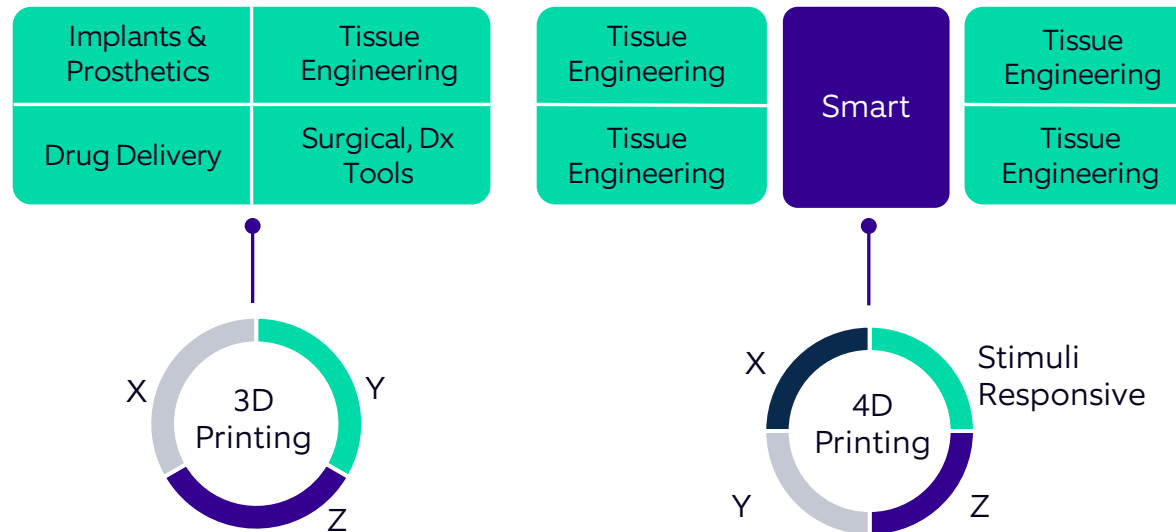 Implants &
Prosthetics
Tissue
Engineering
Drug Delivery
Surgical, Dx
Tools
Tissue
Engineering
Tissue
Engineering
Smart
Tissue
Engineering
Tissue
Engineering
X
Y
3D
Printing
Z
X
Stimuli
Responsive
4D
Printing
Y
Z